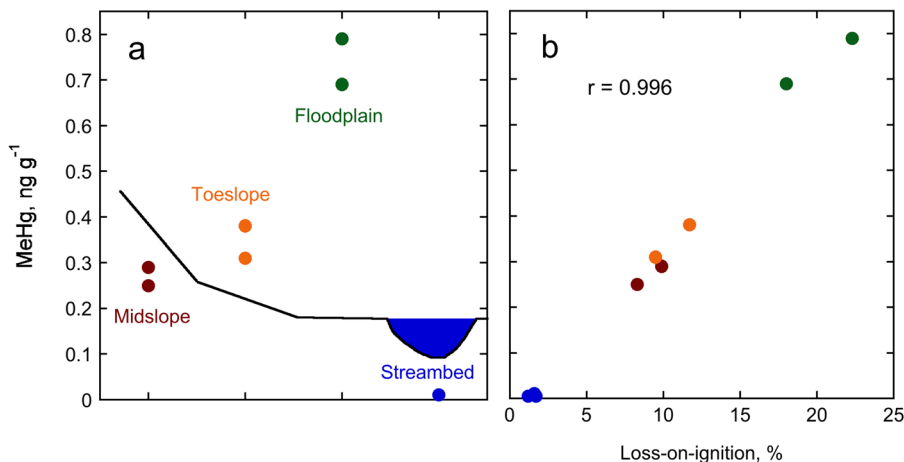 a
b
0.8
0.7
0.6
0.5
0.4
0.3
0.2
0.1
0
MeHg, ng g⁻¹
Floodplain
Toeslope
Midslope
Streambed
r = 0.996
0 5 10 15 20 25
Loss-on-ignition, %